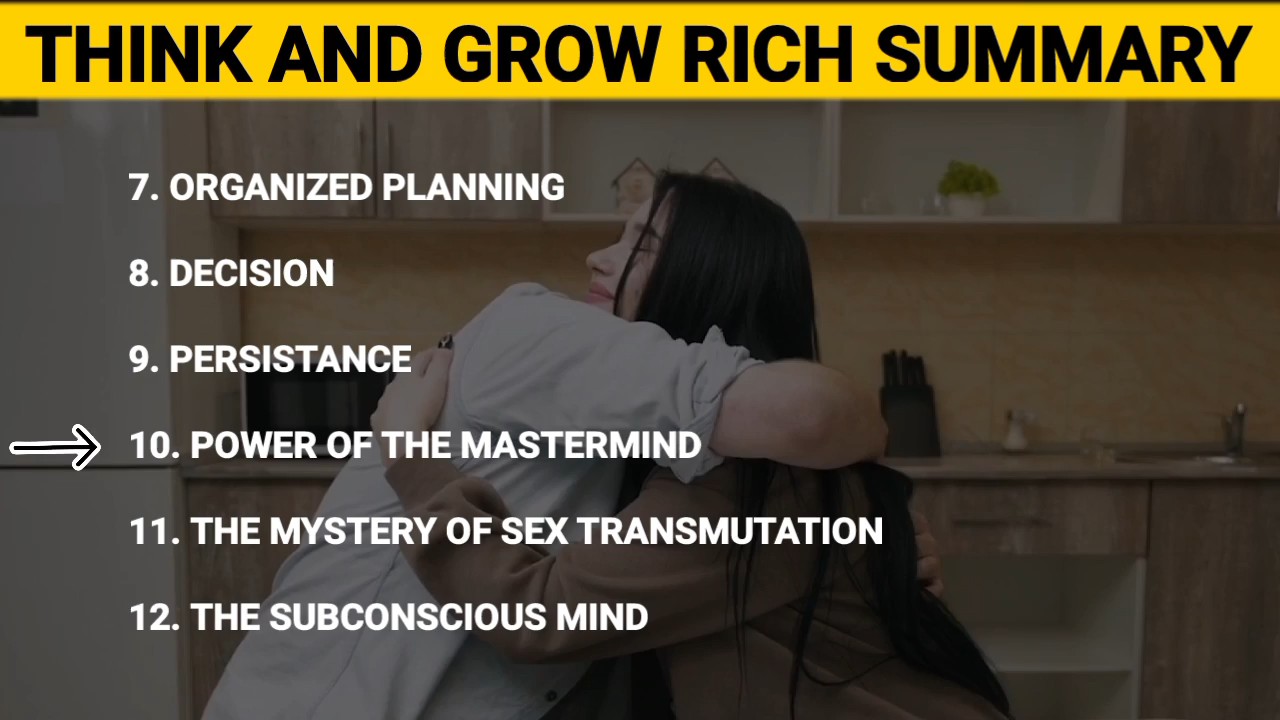 THINK AND GROW RICH SUMMARY
7. ORGANIZED PLANNING
8. DECISION
9. PERSISTANCE
10. POWER OF THE MASTERMIND
11. THE MYSTERY OF SEX TRANSMUTATION
12. THE SUBCONSCIOUS MIND